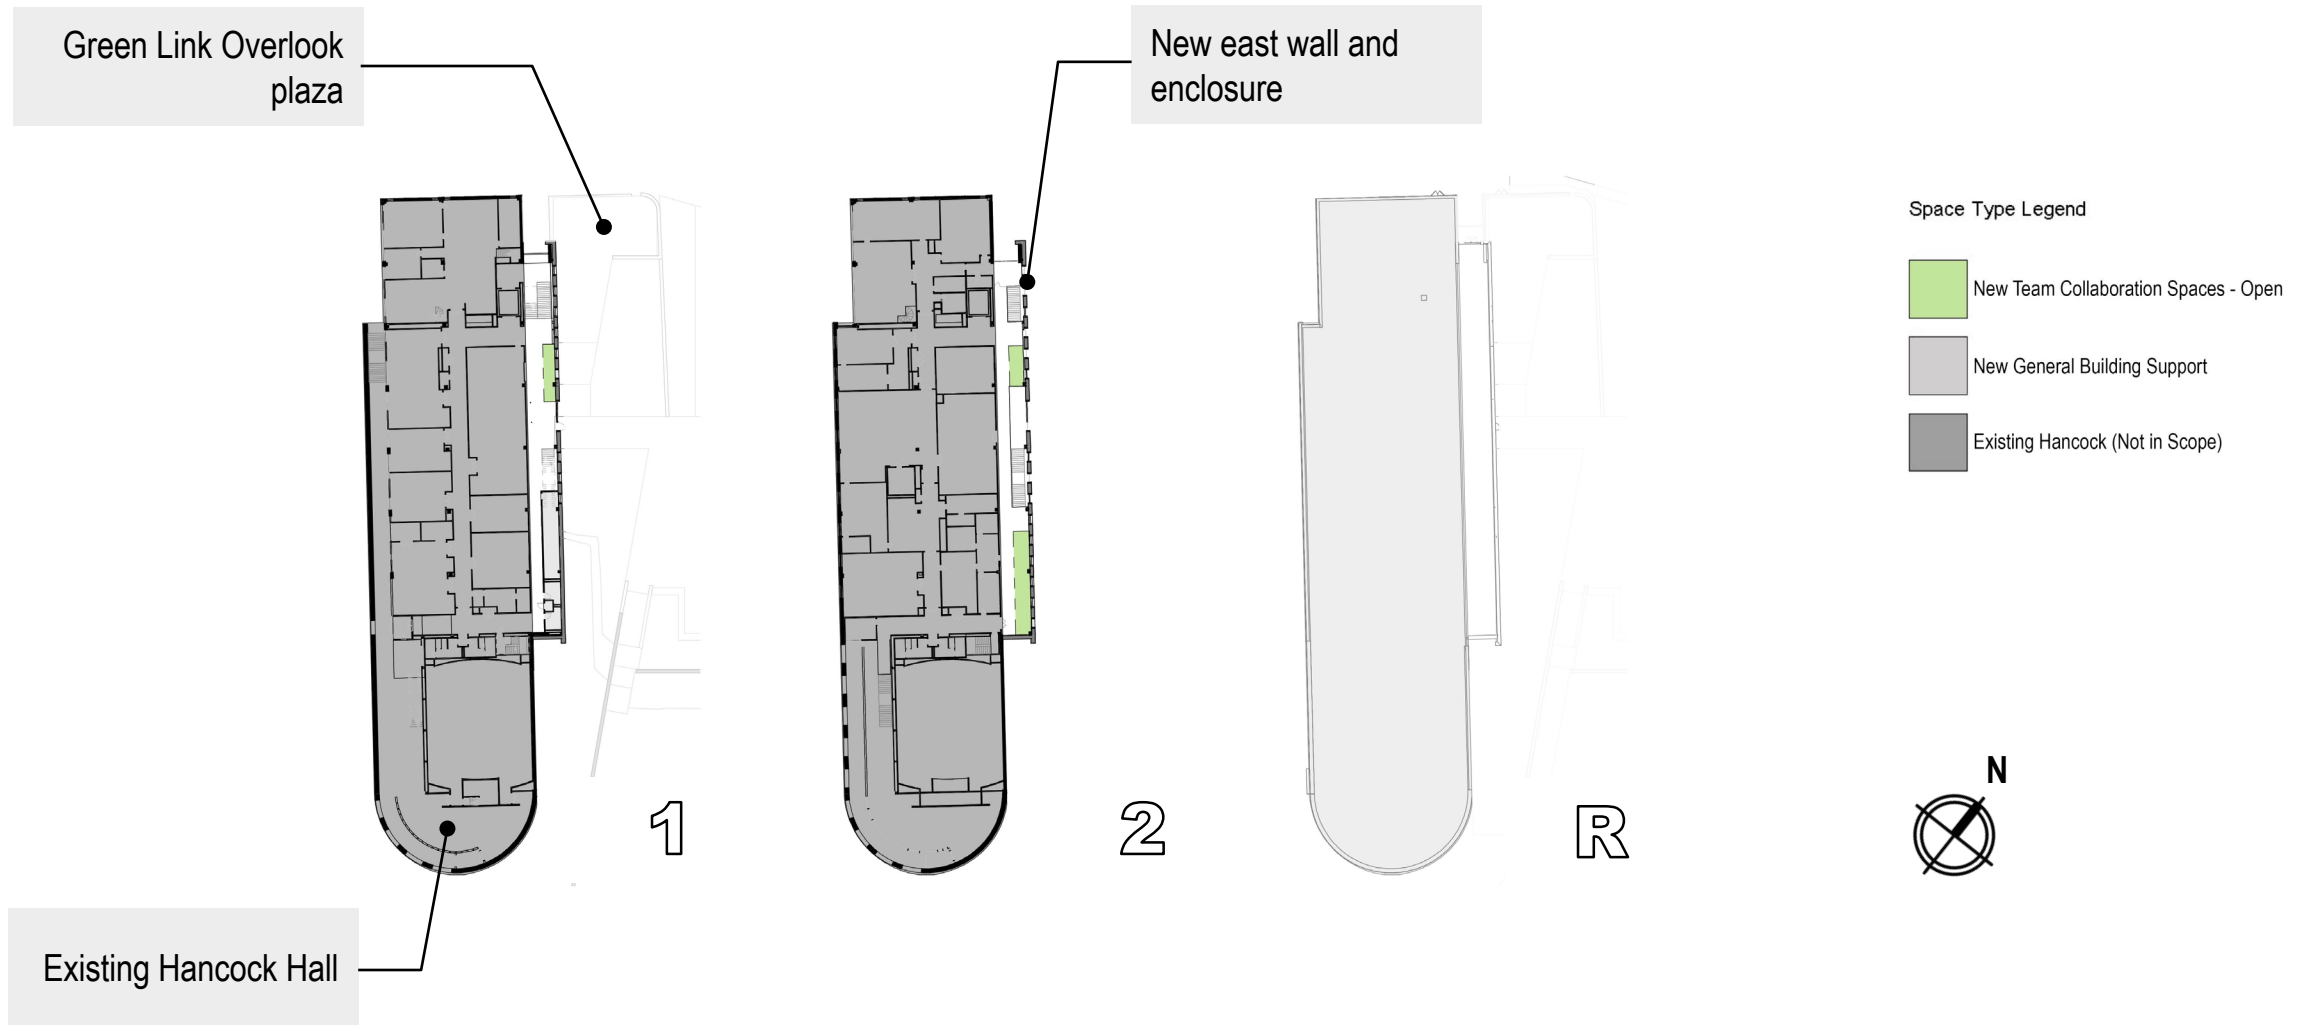 Green Link Overlook
plaza
New east wall and
enclosure
Space Type Legend
New Team Collaboration Spaces - Open
New General Building Support
Existing Hancock (Not in Scope)
N
1
2
R
Existing Hancock Hall